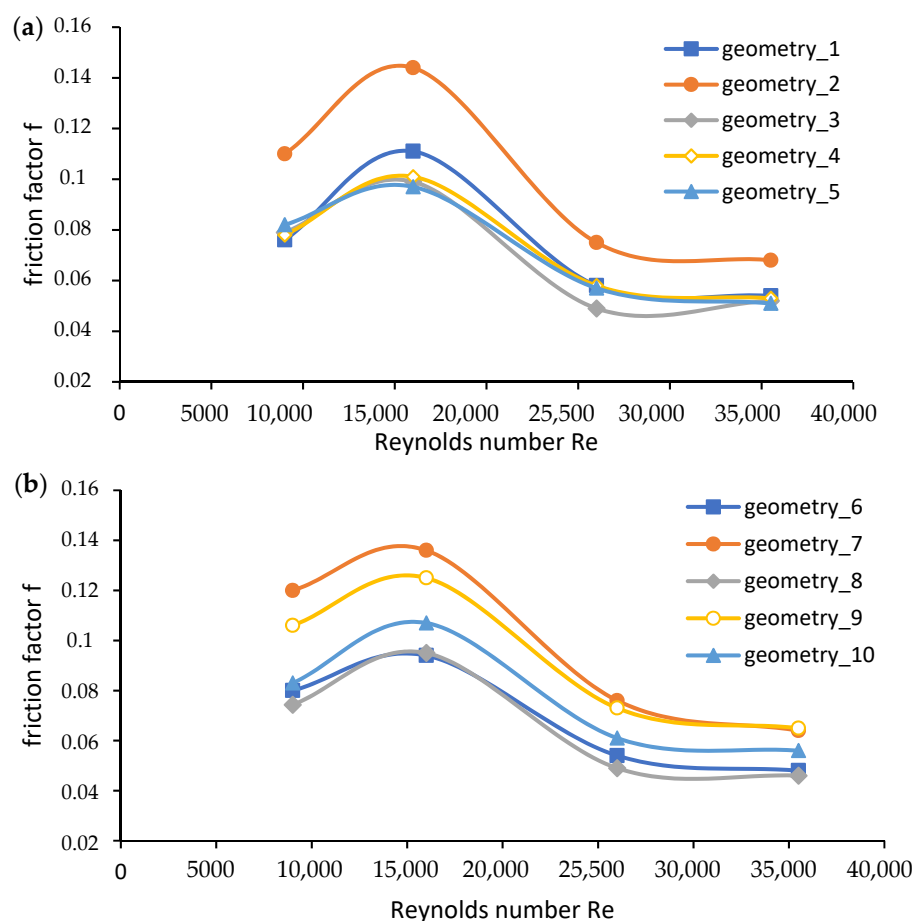 (a)
0.16
0.14
0.12
0.1
0.08
0.06
0.04
0.02
friction factor f
geometry_1
geometry_2
geometry_3
geometry_4
geometry_5
0 5000 10,000 15,000 20,000 25,500 30,000 35,000 40,000
Reynolds number Re
(b)
0.16
0.14
0.12
0.1
0.08
0.06
0.04
0.02
friction factor f
geometry_6
geometry_7
geometry_8
geometry_9
geometry_10
0 5000 10,000 15,000 20,000 25,500 30,000 35,000 40,000
Reynolds number Re